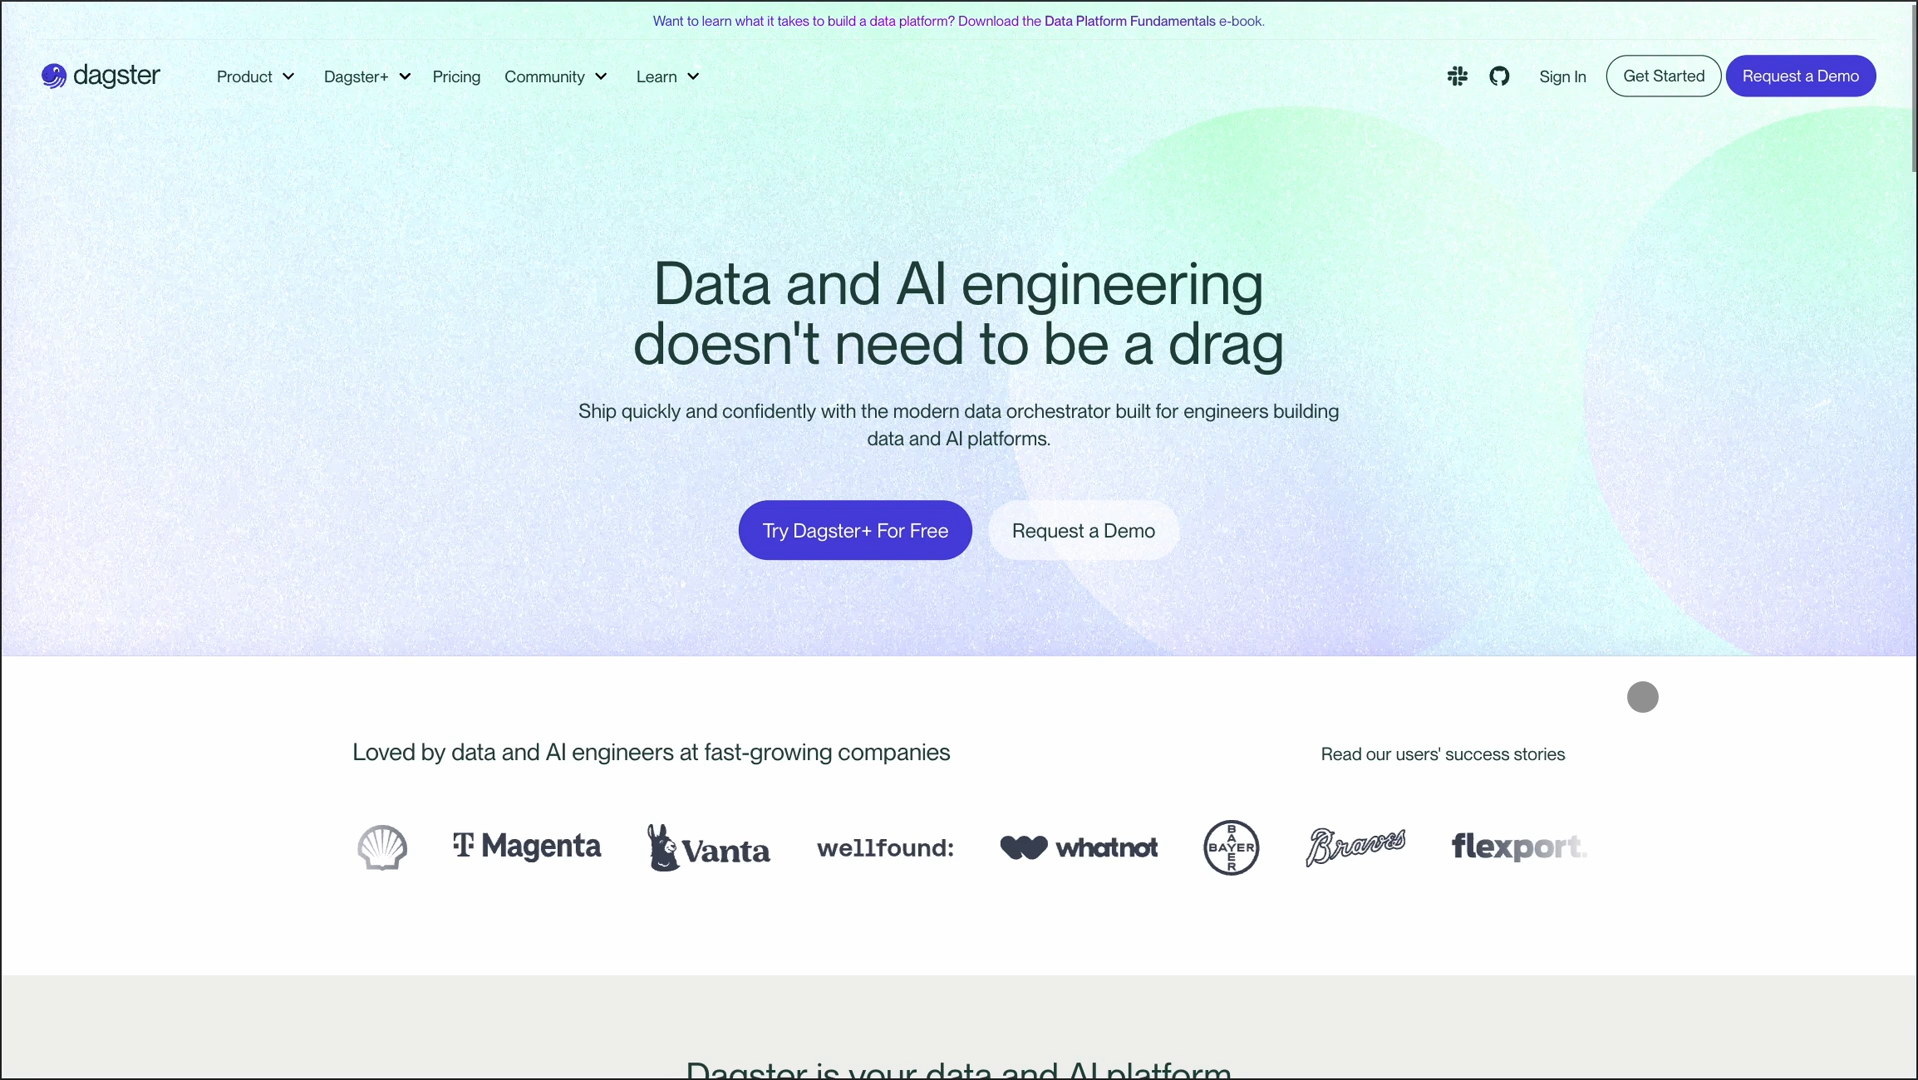 Want to learn what it takes to build a data platform? Download the Data Platform Fundamentals e-book.
dagster
Product
Dagster+
Pricing
Community
Learn
Sign In
Get Started
Request a Demo
Data and AI engineering
doesn't need to be a drag
Ship quickly and confidently with the modern data orchestrator built for engineers building
data and AI platforms.
Try Dagster+ For Free
Request a Demo
Loved by data and AI engineers at fast-growing companies
Read our users' success stories
T Magenta
Vanta
wellfound:
whatnot
BAYER
BAYER
Braves
flexport.
Dagster is your data and AI platform